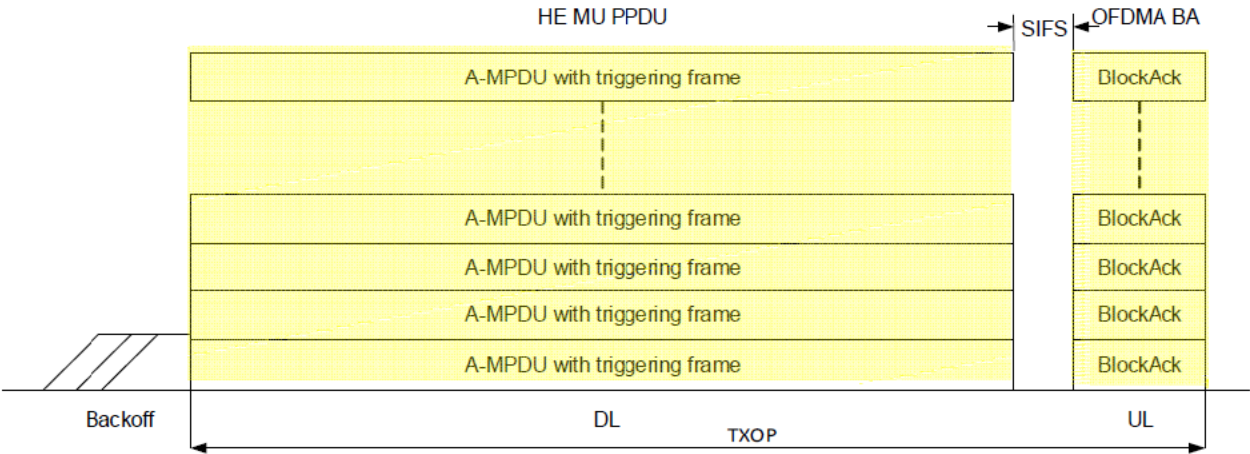 HE MU PPDU
SIFS
OFDMA BA
A-MPDU with triggering frame
BlockAck
A-MPDU with triggering frame
BlockAck
A-MPDU with triggering frame
BlockAck
A-MPDU with triggering frame
BlockAck
A-MPDU with triggering frame
BlockAck
Backoff
DL
UL
TXOP